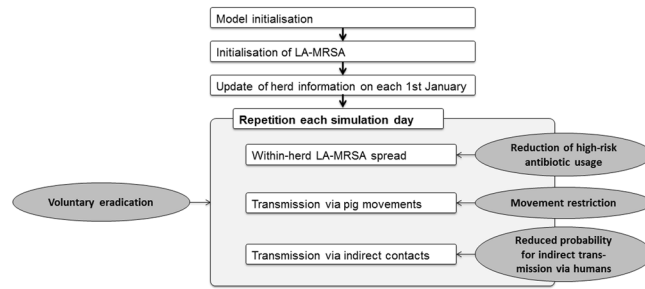 Model initialisation
Initialisation of LA-MRSA
Update of herd information on each 1st January
Repetition each simulation day
Within-herd LA-MRSA spread
Reduction of high-risk
antibiotic usage
Voluntary eradication
Transmission via pig movements
Movement restriction
Transmission via indirect contacts
Reduced probability
for indirect trans-
mission via humans